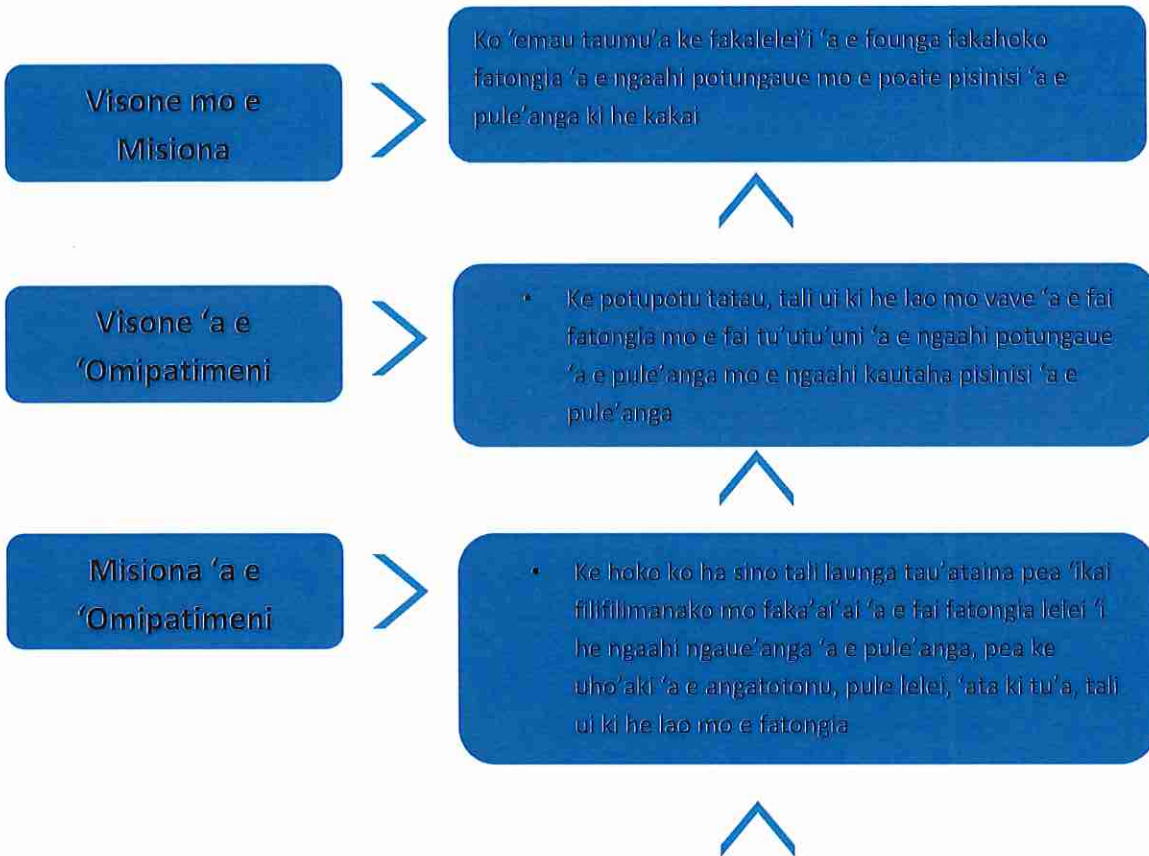 Visone mo e
Misiona
Ko ‘emau taumu’a ke fakalelei’i ‘a e founga fakahoko
fatongia ‘a e ngaahi potungaue mo e poate pisinisi ‘a e
pule’anga ki he kakai
Visone ‘a e
‘Omipatimeni
• Ke potupotu tatau, tali ui ki he lao mo vave ‘a e fai
fatongia mo e fai tu’utu’uni ‘a e ngaahi potungaue
‘a e pule’anga mo e ngaahi kautaha pisinisi ‘a e
pule’anga
Misiona ‘a e
‘Omipatimeni
• Ke hoko ko ha sino tali launga tau’ataina pea ‘ikai
filifilimanako mo faka’ai’ai ‘a e fai fatongia lelei ‘i
he ngaahi ngaue’anga ‘a e pule’anga, pea ke
uho’aki ‘a e angatotonu, pule lelei, ‘ata ki tu’a, tali
ui ki he lao mo e fatongia